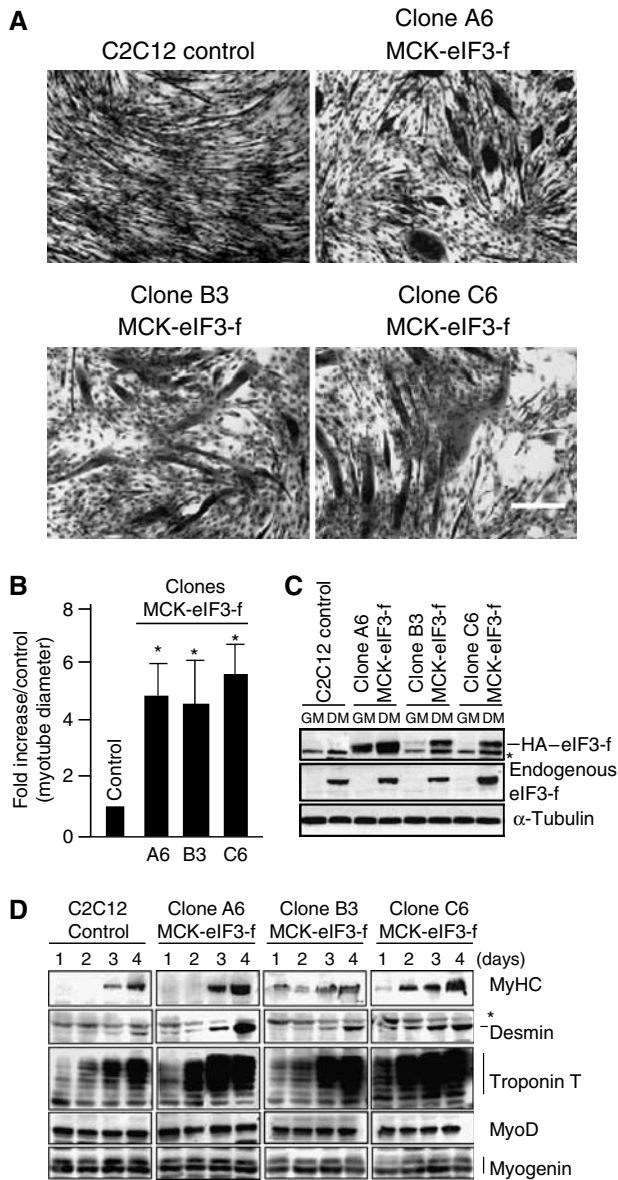 A
C2C12 control
Clone A6
MCK-eIF3-f
Clone B3
MCK-eIF3-f
Clone C6
MCK-eIF3-f
B
Clones
MCK-eIF3-f
Fold increase/control
(myotube diameter)
8
6
4
2
0
Control
*
*
*
A6
B3
C6
C
C2C12 control
Clone A6
MCK-eIF3-f
Clone B3
MCK-eIF3-f
Clone C6
MCK-eIF3-f
GM DM GM DM GM DM GM DM
HA–eIF3-f
*
Endogenous
eIF3-f
α-Tubulin
D
C2C12
Control
Clone A6
MCK-eIF3-f
Clone B3
MCK-eIF3-f
Clone C6
MCK-eIF3-f
1 2 3 4 1 2 3 4 1 2 3 4 1 2 3 4 (days)
MyHC
*
Desmin
Troponin T
MyoD
Myogenin